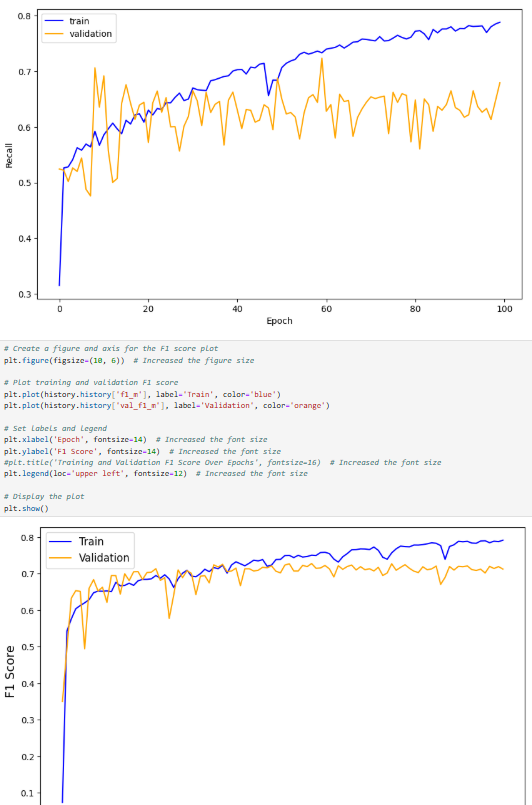 0.8
train
validation
0.7
0.6
Recall
0.5
0.4
0.3
0 20 40 60 80 100
Epoch
# Create a figure and axis for the F1 score plot
plt.figure(figsize=(10, 6))  # Increased the figure size
# Plot training and validation F1 score
plt.plot(history.history['f1_m'], label='Train', color='blue')
plt.plot(history.history['val_f1_m'], label='Validation', color='orange')
# Set labels and legend
plt.xlabel('Epoch', fontsize=14)  # Increased the font size
plt.ylabel('F1 Score', fontsize=14)  # Increased the font size
#plt.title('Training and Validation F1 Score Over Epochs', fontsize=16)  # Increased the font size
plt.legend(loc='upper left', fontsize=12)  # Increased the font size
# Display the plot
plt.show()
0.8
Train
Validation
0.7
0.6
0.5
F1 Score
0.4
0.3
0.2
0.1